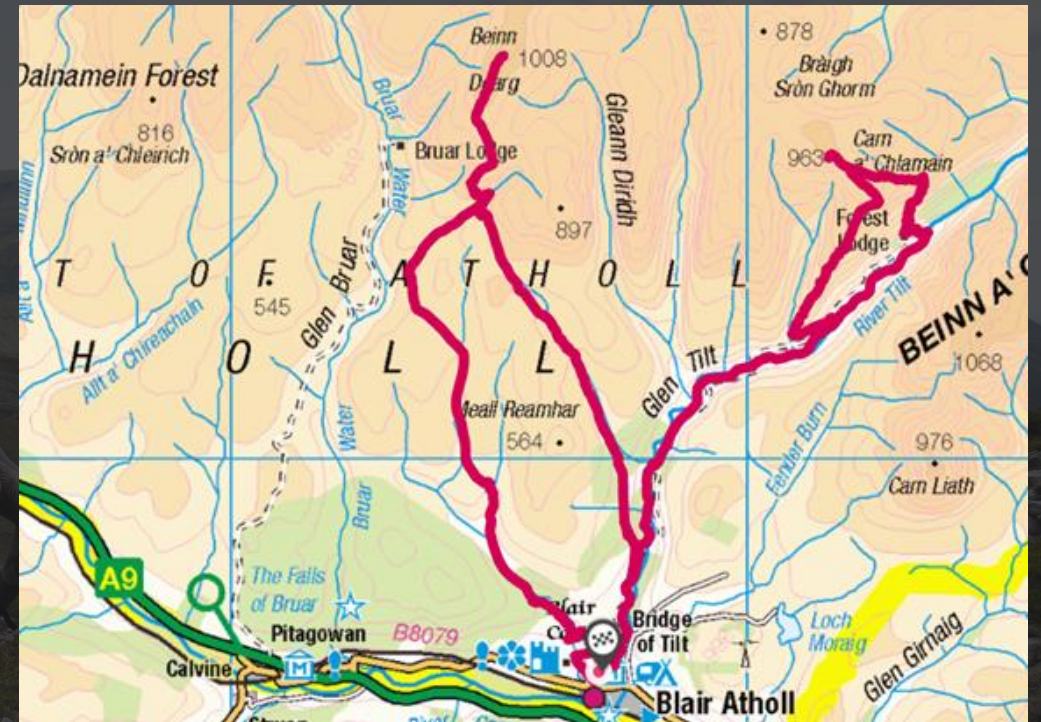 Beinn
1008
Dearg
878
Bràigh
Sròn Ghorm
Dalnamein Forest
816
Sròn a' Chleirich
Bruar Lodge
Bruar
Water
Gleann Diridh
Carn
a' Chlamain
963
897
Forest
Lodge
River Tilt
T O F A T H O L L
545
Glen Bruar
Allt a' Chireachain
Allt a'
BEINN A'
1068
H O L L
Glen Tilt
Meall Reamhar
564
Water
Bruar
Fender Burn
976
Carn Liath
A9
The Falls
of Bruar
Pitagowan
B8079
Calvine
Blair
Bridge
of Tilt
Loch
Moraig
Glen Girnaig
Blair Atholl